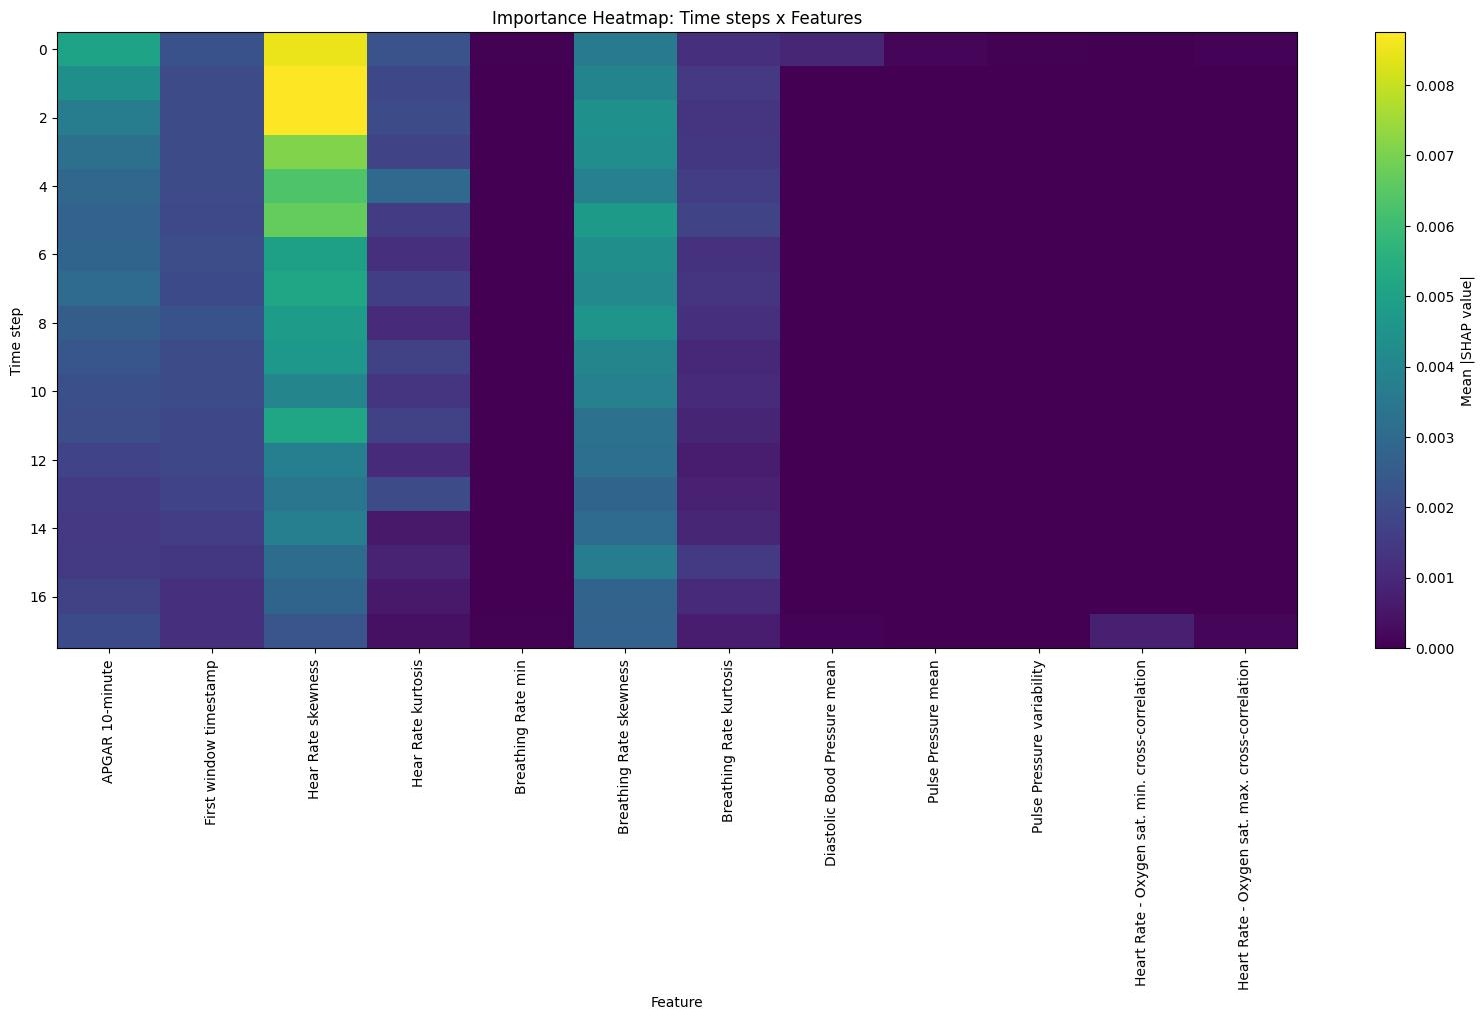 Importance Heatmap: Time steps x Features
Time step
0
2
4
6
8
10
12
14
16
APGAR 10-minute
First window timestamp
Hear Rate skewness
Hear Rate kurtosis
Breathing Rate min
Breathing Rate skewness
Breathing Rate kurtosis
Diastolic Bood Pressure mean
Pulse Pressure mean
Pulse Pressure variability
Heart Rate - Oxygen sat. min. cross-correlation
Heart Rate - Oxygen sat. max. cross-correlation
Feature
0.008
0.007
0.006
0.005
0.004
0.003
0.002
0.001
0.000
Mean |SHAP value|